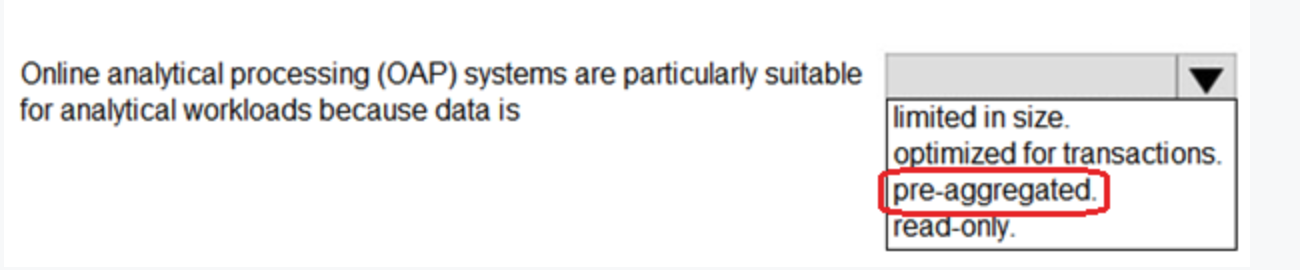 Online analytical processing (OAP) systems are particularly suitable
for analytical workloads because data is
limited in size.
optimized for transactions.
pre-aggregated.
read-only.